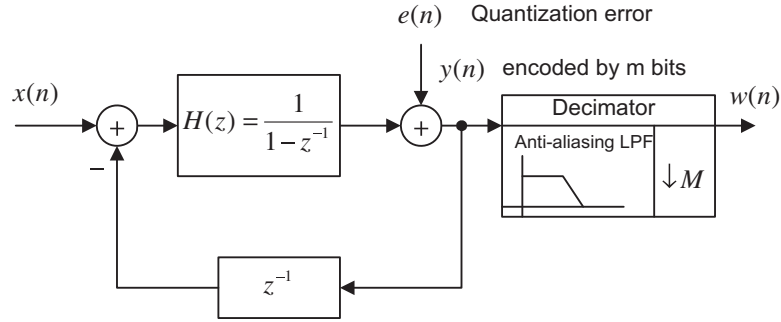 e(n) Quantization error
y(n) encoded by m bits
x(n)
w(n)
Decimator
H(z) = 1 / (1 − z⁻¹)
+
+
Anti-aliasing LPF
↓M
−
z⁻¹